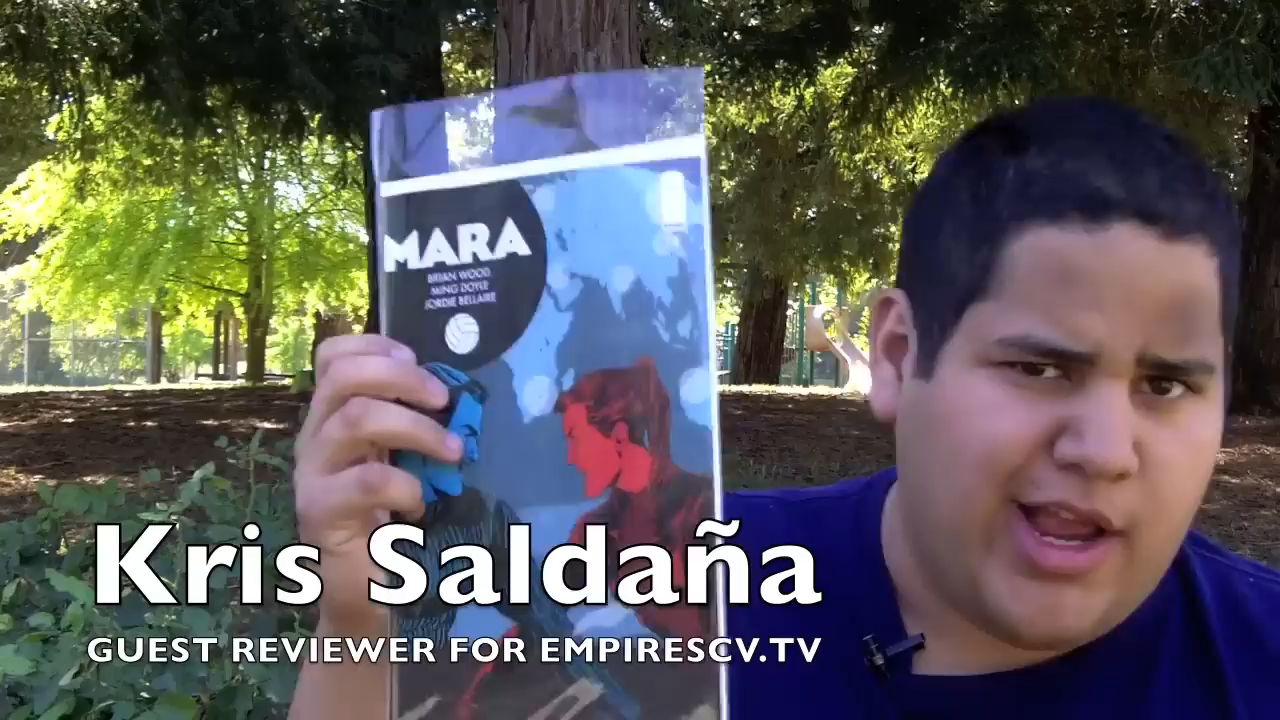 MARA
BRIAN WOOD
MING DOYLE
JORDIE BELLAIRE
Kris Saldaña
GUEST REVIEWER FOR EMPIRESCV.TV